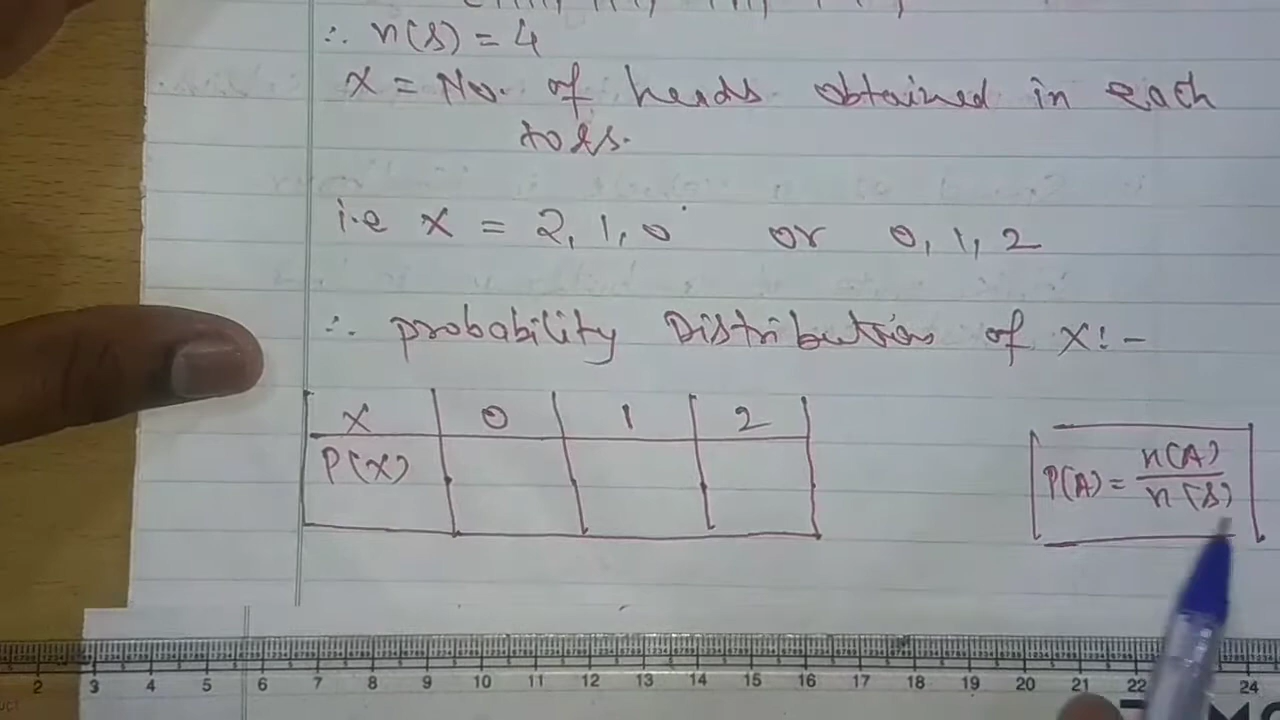 ∴ n(S) = 4
X = No. of heads obtained in each
toss.
i.e X = 2, 1, 0 or 0, 1, 2
∴ probability Distribution of X:-
X 0 1 2
P(X)
P(A) = n(A)/n(S)
2 3 4 5 6 7 8 9 10 11 12 13 14 15 16 17 18 19 20 21 22 24